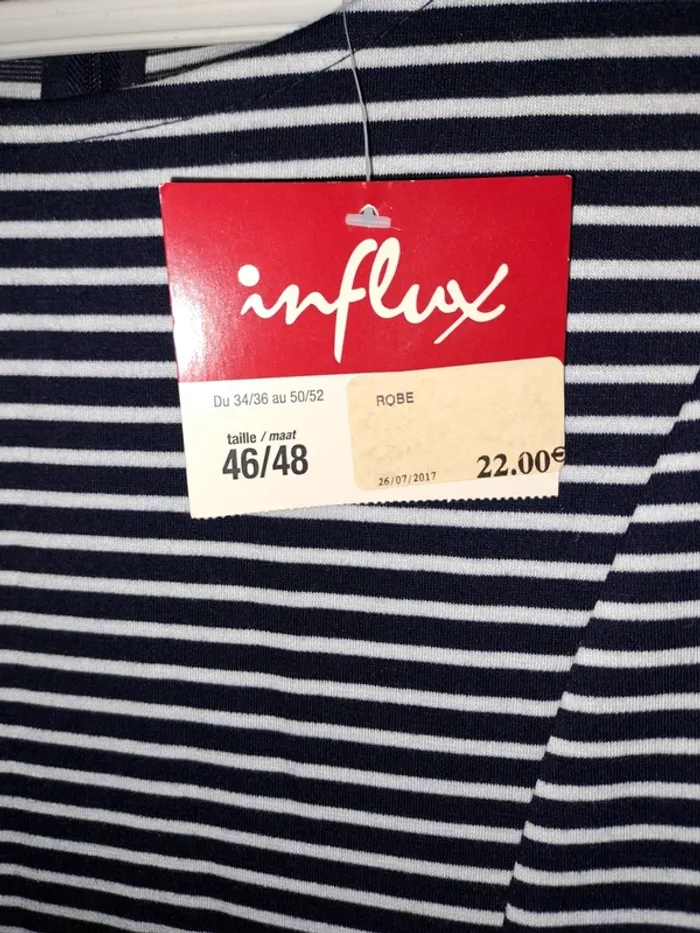 influx
Du 34/36 au 50/52
taille / maat
46/48
ROBE
26/07/2017
22.00€